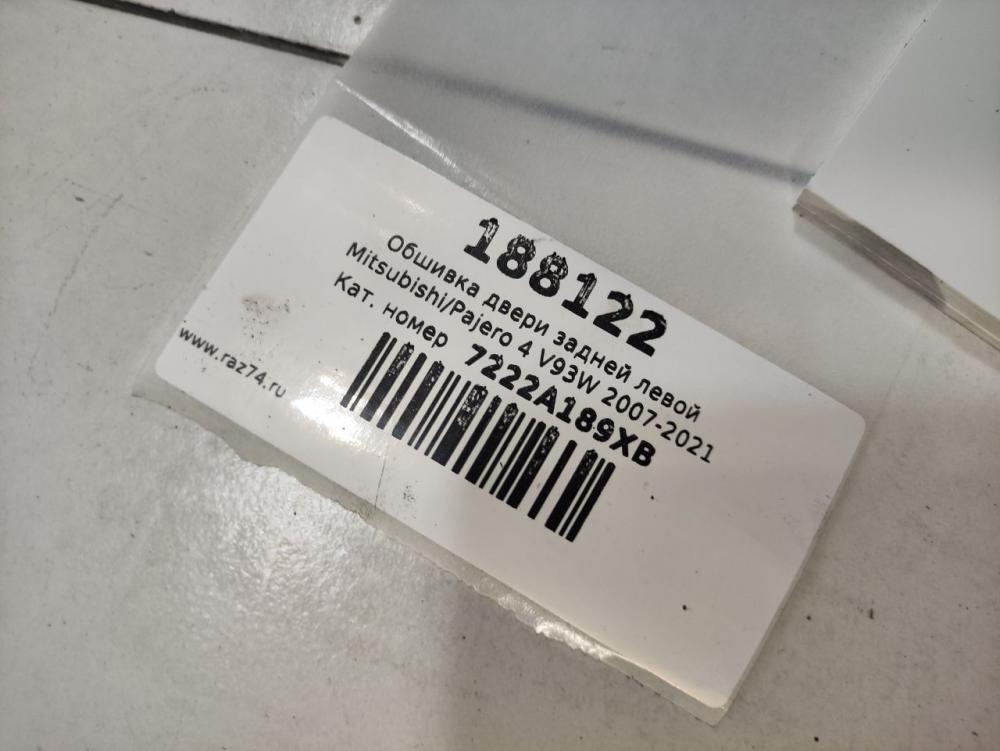 188122
Обшивка двери задней левой
Mitsubishi/Pajero 4 V93W 2007-2021
Кат. номер 7222A189XB
www.raz74.ru